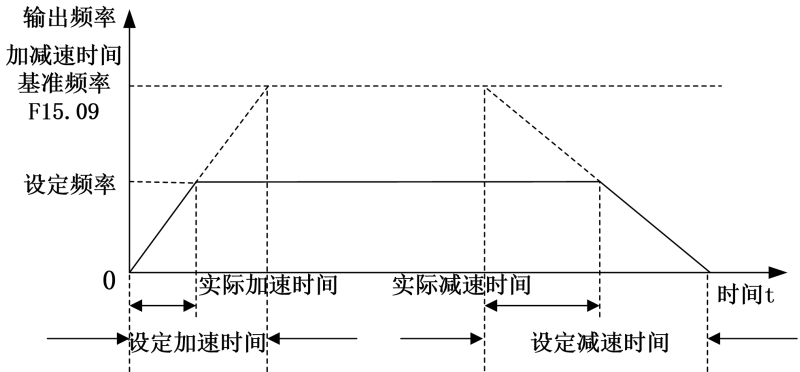 输出频率
加减速时间
基准频率
F15.09
设定频率
0
实际加速时间
实际减速时间
时间t
设定加速时间
设定减速时间